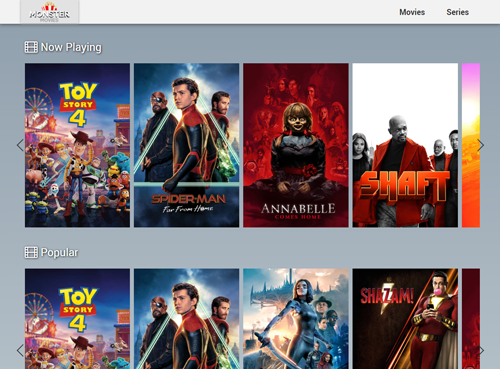 MONSTER
MOVIES
Movies
Series
Now Playing
TOY
STORY
4
SPIDER-MAN
Far From Home
ANNABELLE
COMES HOME
SHAFT
Popular
TOY
STORY
4
SHAZAM!